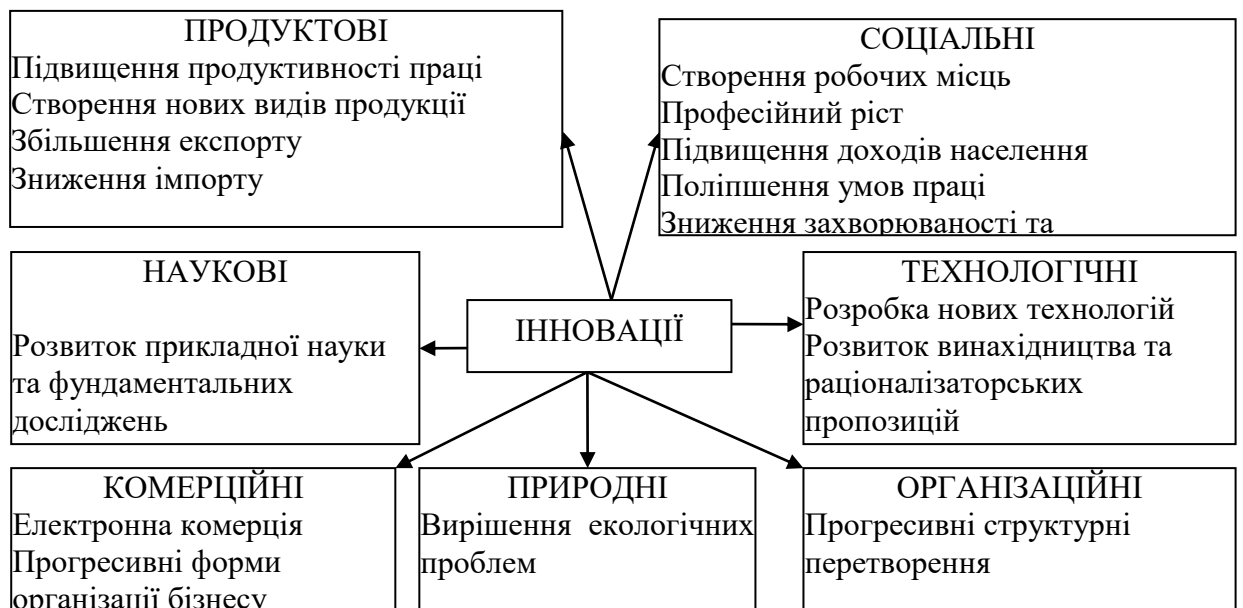 ПРОДУКТОВІ
Підвищення продуктивності праці
Створення нових видів продукції
Збільшення експорту
Зниження імпорту
СОЦІАЛЬНІ
Створення робочих місць
Професійний ріст
Підвищення доходів населення
Поліпшення умов праці
Зниження захворюваності та
НАУКОВІ
Розвиток прикладної науки
та фундаментальних
досліджень
ІННОВАЦІЇ
ТЕХНОЛОГІЧНІ
Розробка нових технологій
Розвиток винахідництва та
раціоналізаторських
пропозицій
КОМЕРЦІЙНІ
Електронна комерція
Прогресивні форми
організації бізнесу
ПРИРОДНІ
Вирішення екологічних
проблем
ОРГАНІЗАЦІЙНІ
Прогресивні структурні
перетворення